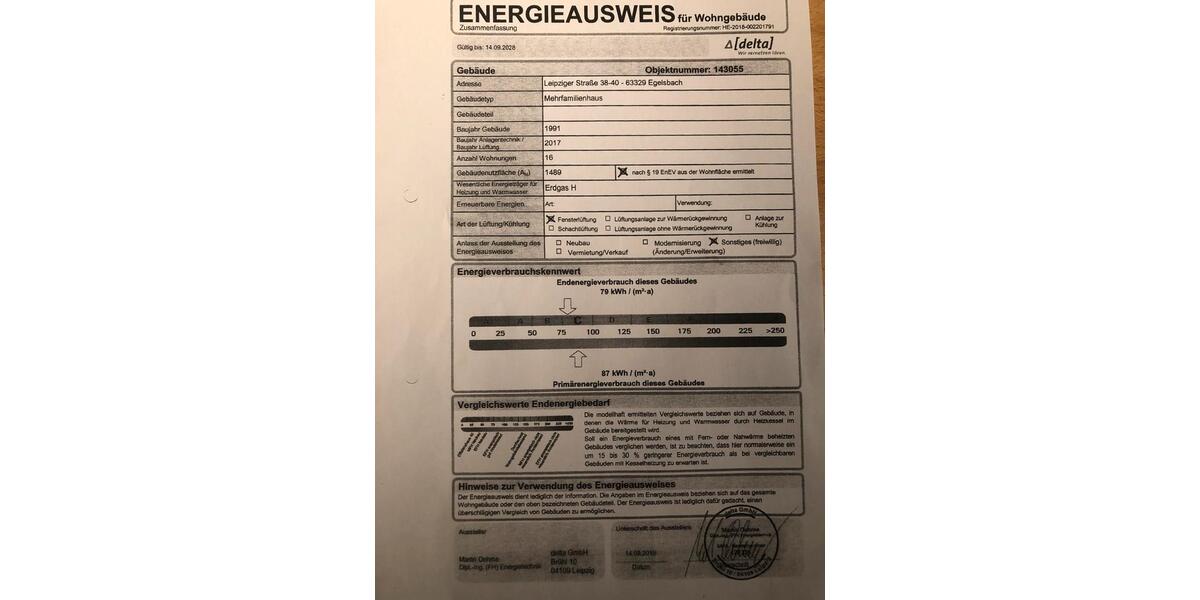 ENERGIEAUSWEIS für Wohngebäude
Zusammenfassung
Registrierungsnummer: HE-2018-002201791
Gültig bis: 14.09.2028
[delta]
Wir vernetzen Ideen.
Gebäude Objektnummer: 143055
Adresse Leipziger Straße 38-40 - 63329 Egelsbach
Gebäudetyp Mehrfamilienhaus
Gebäudeteil
Baujahr Gebäude 1991
Baujahr Anlagentechnik / Baujahr Lüftung 2017
Anzahl Wohnungen 16
Gebäudenutzfläche (AN) 1489 nach § 19 EnEV aus der Wohnfläche ermittelt
Wesentliche Energieträger für Heizung und Warmwasser Erdgas H
Erneuerbare Energien Art: Verwendung:
Art der Lüftung/Kühlung
Fensterlüftung Lüftungsanlage zur Wärmerückgewinnung Anlage zur Kühlung
Schachtlüftung Lüftungsanlage ohne Wärmerückgewinnung
Anlass der Ausstellung des Energieausweises
Neubau Modernisierung Sonstiges (freiwillig)
Vermietung/Verkauf (Änderung/Erweiterung)
Energieverbrauchskennwert
Endenergieverbrauch dieses Gebäudes
79 kWh / (m²·a)
B C D E
0 25 50 75 100 125 150 175 200 225 >250
87 kWh / (m²·a)
Primärenergieverbrauch dieses Gebäudes
Vergleichswerte Endenergiebedarf
Die modellhaft ermittelten Vergleichswerte beziehen sich auf Gebäude, in
denen die Wärme für Heizung und Warmwasser durch Heizkessel im
Gebäude bereitgestellt wird.
Soll ein Energieverbrauch eines mit Fern- oder Nahwärme beheizten
Gebäudes verglichen werden, ist zu beachten, dass hier normalerweise ein
um 15 bis 30 % geringerer Energieverbrauch als bei vergleichbaren
Gebäuden mit Kesselheizung zu erwarten ist.
Hinweise zur Verwendung des Energieausweises
Der Energieausweis dient lediglich der Information. Die Angaben im Energieausweis beziehen sich auf das gesamte
Wohngebäude oder den oben bezeichneten Gebäudeteil. Der Energieausweis ist lediglich dafür gedacht, einen
überschlägigen Vergleich von Gebäuden zu ermöglichen.
Aussteller
Unterschrift des Ausstellers
Martin Oehme
Dipl.-Ing. (FH) Energietechnik
delta GmbH
Brühl 10
04109 Leipzig
14.09.2018
Datum
delta GmbH
Martin Oehme